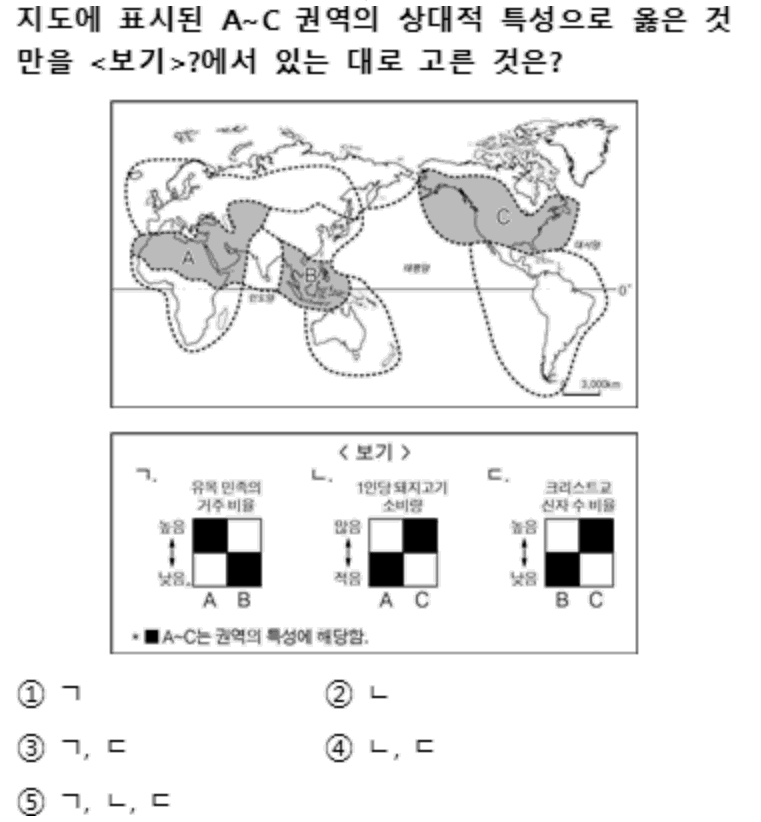 지도에 표시된 A~C 권역의 상대적 특성으로 옳은 것
만을 <보기>?에서 있는 대로 고른 것은?
A
B
C
대서양
태평양
인도양
0°
3,000km
< 보기 >
ㄱ. ㄴ. ㄷ.
유목 민족의 1인당 돼지고기 크리스트교
거주 비율 소비량 신자 수 비율
높음 많음 높음
낮음 적음 낮음
A B A C B C
* ■ A~C는 권역의 특성에 해당함.
① ㄱ ② ㄴ
③ ㄱ, ㄷ ④ ㄴ, ㄷ
⑤ ㄱ, ㄴ, ㄷ